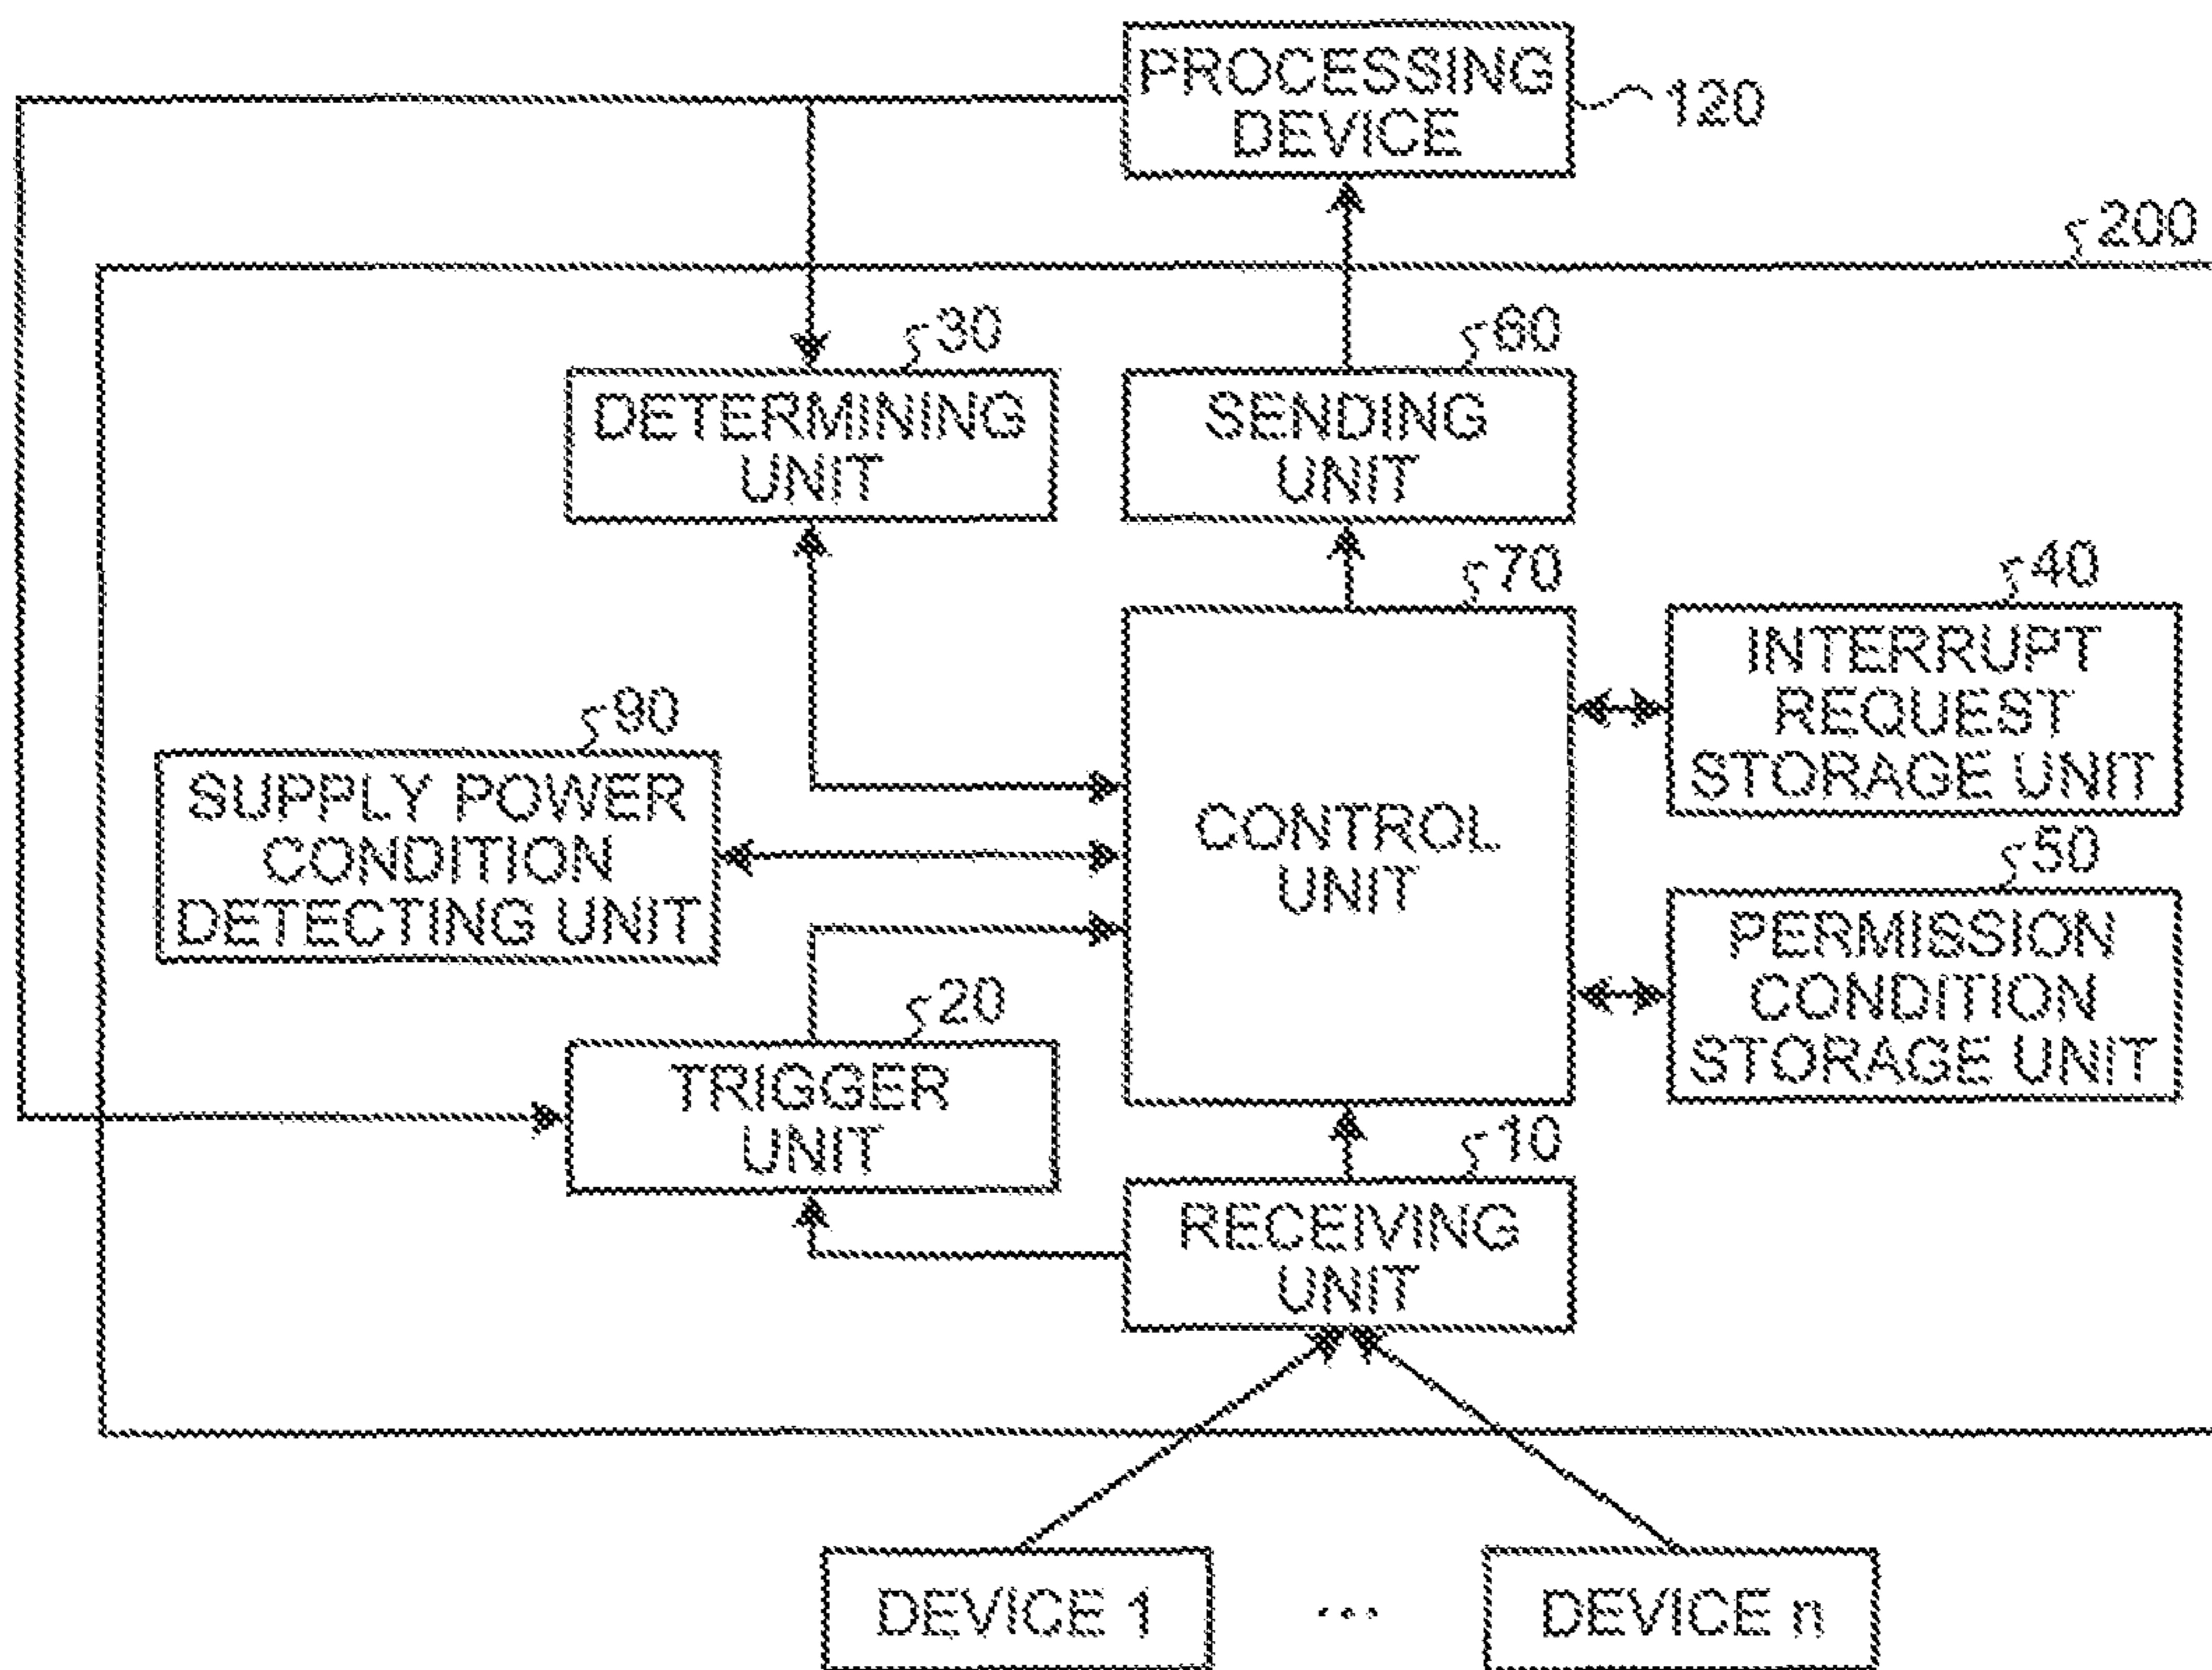 PROCESSING
DEVICE
120
200
30
DETERMINING
UNIT
60
SENDING
UNIT
70
CONTROL
UNIT
40
INTERRUPT
REQUEST
STORAGE UNIT
90
SUPPLY POWER
CONDITION
DETECTING UNIT
50
PERMISSION
CONDITION
STORAGE UNIT
20
TRIGGER
UNIT
10
RECEIVING
UNIT
DEVICE 1
...
DEVICE n